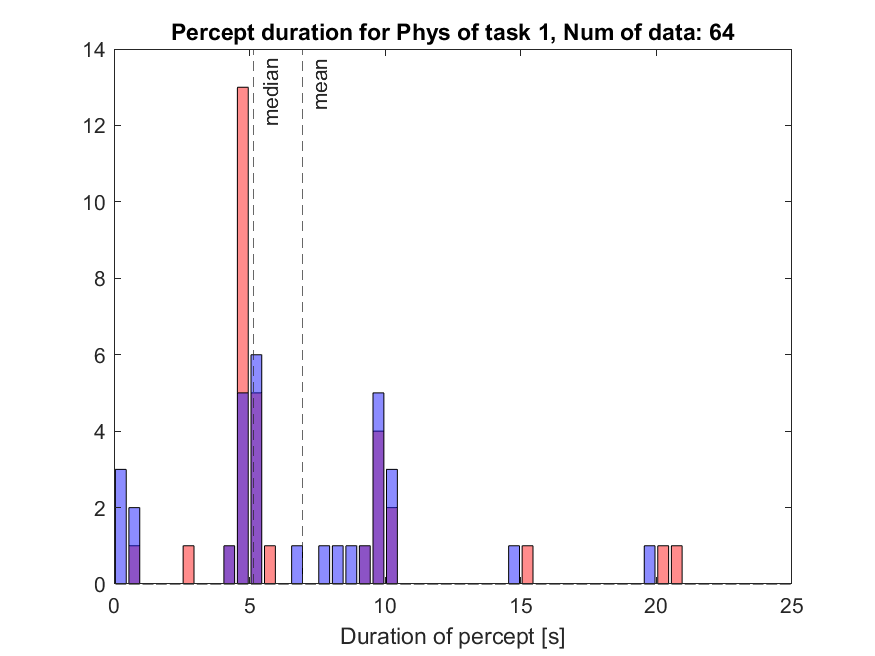 Percept duration for Phys of task 1, Num of data: 64
14
12
10
8
6
4
2
0
median
mean
0 5 10 15 20 25
Duration of percept [s]